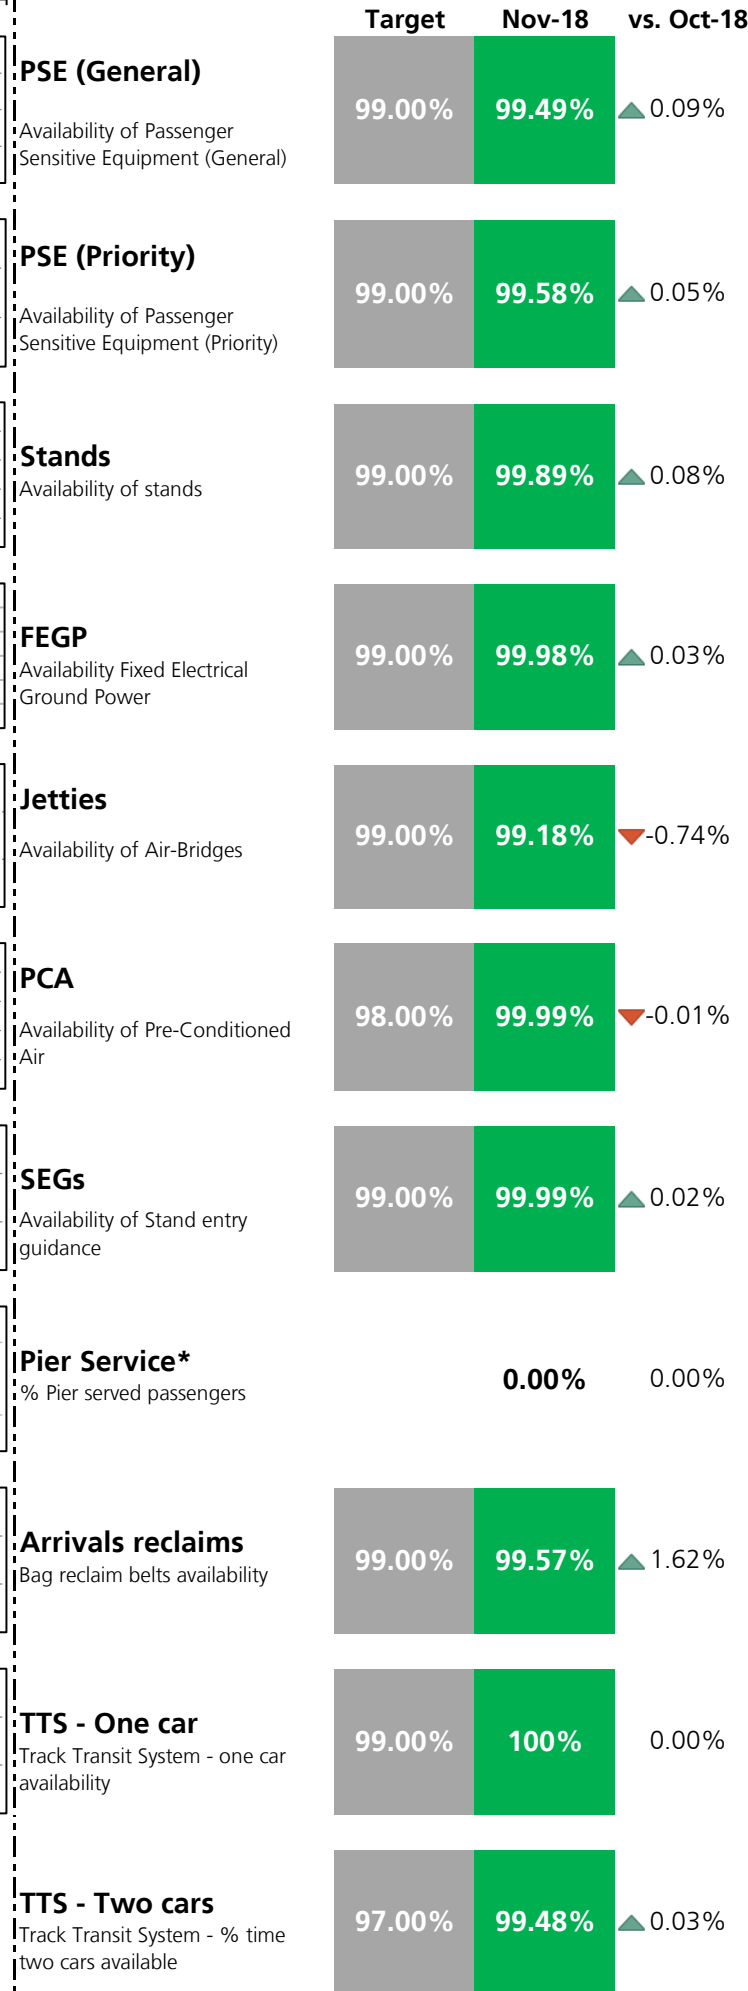 Target Nov-18 vs. Oct-18
PSE (General)
Availability of Passenger
Sensitive Equipment (General)
99.00% 99.49% 0.09%
PSE (Priority)
Availability of Passenger
Sensitive Equipment (Priority)
99.00% 99.58% 0.05%
Stands
Availability of stands
99.00% 99.89% 0.08%
FEGP
Availability Fixed Electrical
Ground Power
99.00% 99.98% 0.03%
Jetties
Availability of Air-Bridges
99.00% 99.18% -0.74%
PCA
Availability of Pre-Conditioned
Air
98.00% 99.99% -0.01%
SEGs
Availability of Stand entry
guidance
99.00% 99.99% 0.02%
Pier Service*
% Pier served passengers
0.00% 0.00%
Arrivals reclaims
Bag reclaim belts availability
99.00% 99.57% 1.62%
TTS - One car
Track Transit System - one car
availability
99.00% 100% 0.00%
TTS - Two cars
Track Transit System - % time
two cars available
97.00% 99.48% 0.03%